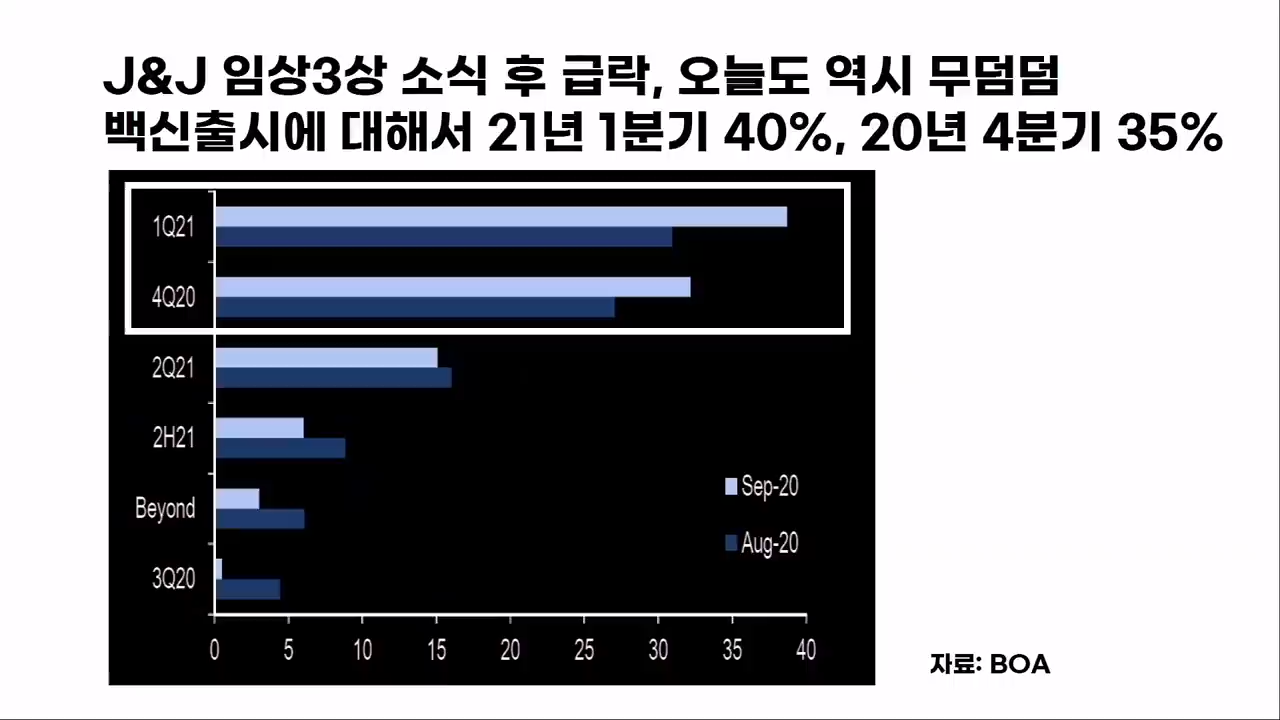 J&J 임상3상 소식 후 급락, 오늘도 역시 무덤덤
백신출시에 대해서 21년 1분기 40%, 20년 4분기 35%
1Q21
4Q20
2Q21
2H21
Beyond
3Q20
Sep-20
Aug-20
0 5 10 15 20 25 30 35 40
자료: BOA